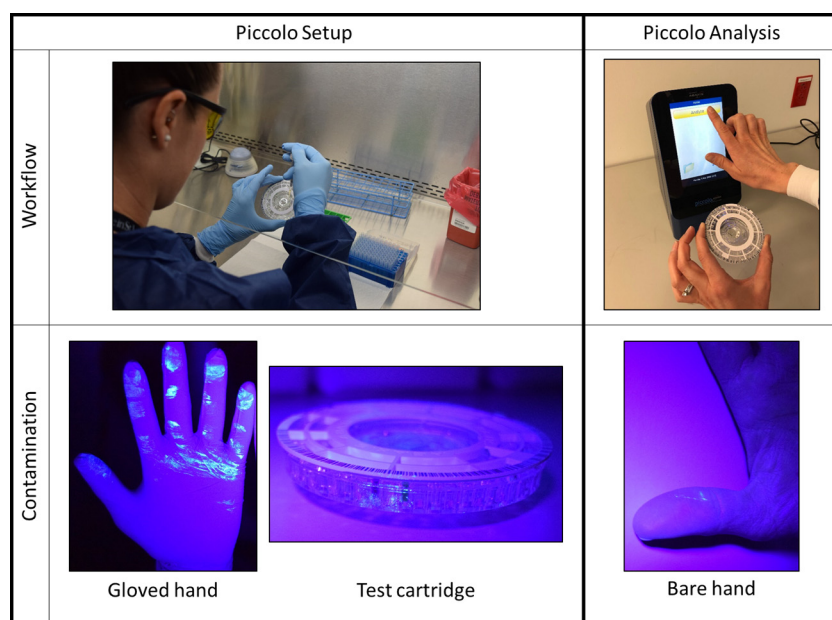 Piccolo Setup
Piccolo Analysis
Workflow
Contamination
Gloved hand
Test cartridge
Bare hand